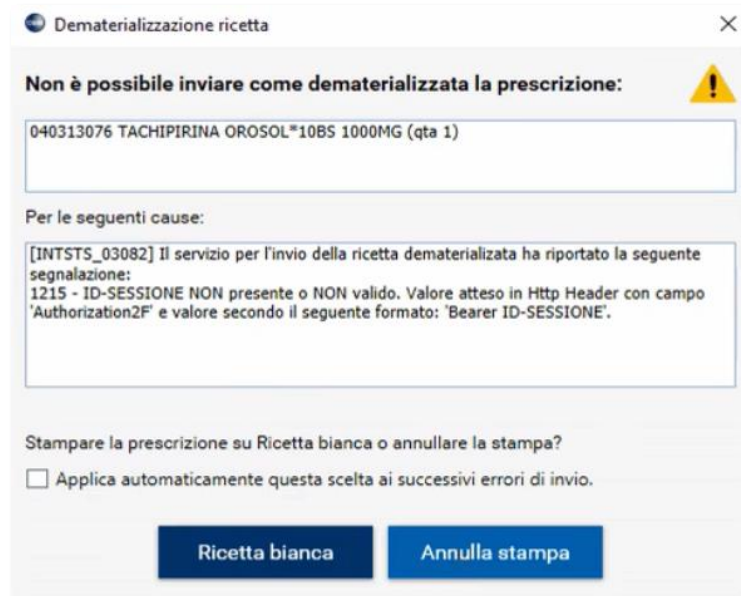 Dematerializzazione ricetta
Non è possibile inviare come dematerializzata la prescrizione:
040313076 TACHIPIRINA OROSOL*10BS 1000MG (qta 1)
Per le seguenti cause:
[INTSTS_03082] Il servizio per l'invio della ricetta dematerializata ha riportato la seguente
segnalazione:
1215 - ID-SESSIONE NON presente o NON valido. Valore atteso in Http Header con campo
'Authorization2F' e valore secondo il seguente formato: 'Bearer ID-SESSIONE'.
Stampare la prescrizione su Ricetta bianca o annullare la stampa?
Applica automaticamente questa scelta ai successivi errori di invio.
Ricetta bianca
Annulla stampa